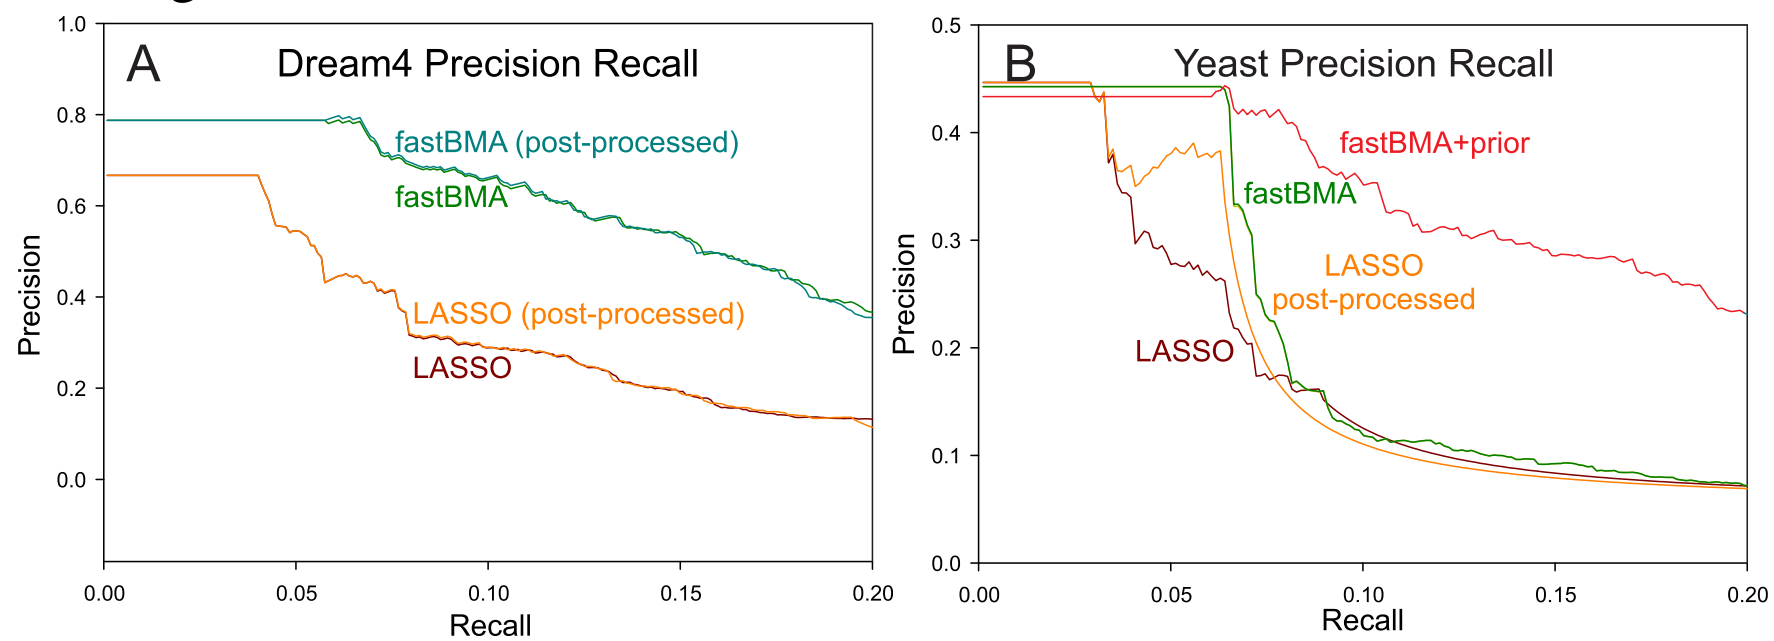 A
Dream4 Precision Recall
1.0
0.8
0.6
0.4
0.2
0.0
Precision
fastBMA (post-processed)
fastBMA
LASSO (post-processed)
LASSO
0.00 0.05 0.10 0.15 0.20
Recall
B
Yeast Precision Recall
0.5
0.4
0.3
0.2
0.1
0.0
Precision
fastBMA+prior
fastBMA
LASSO
post-processed
LASSO
0.00 0.05 0.10 0.15 0.20
Recall